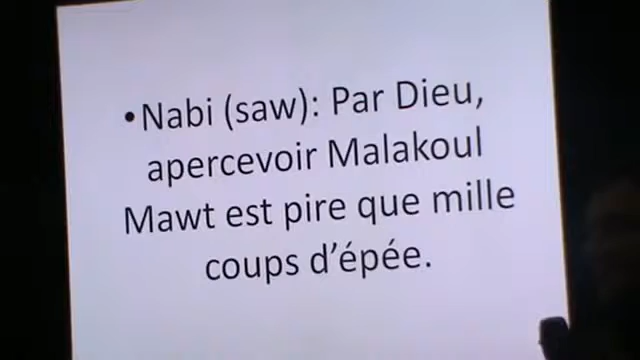 •Nabi (saw): Par Dieu,
apercevoir Malakoul
Mawt est pire que mille
coups d'épée.